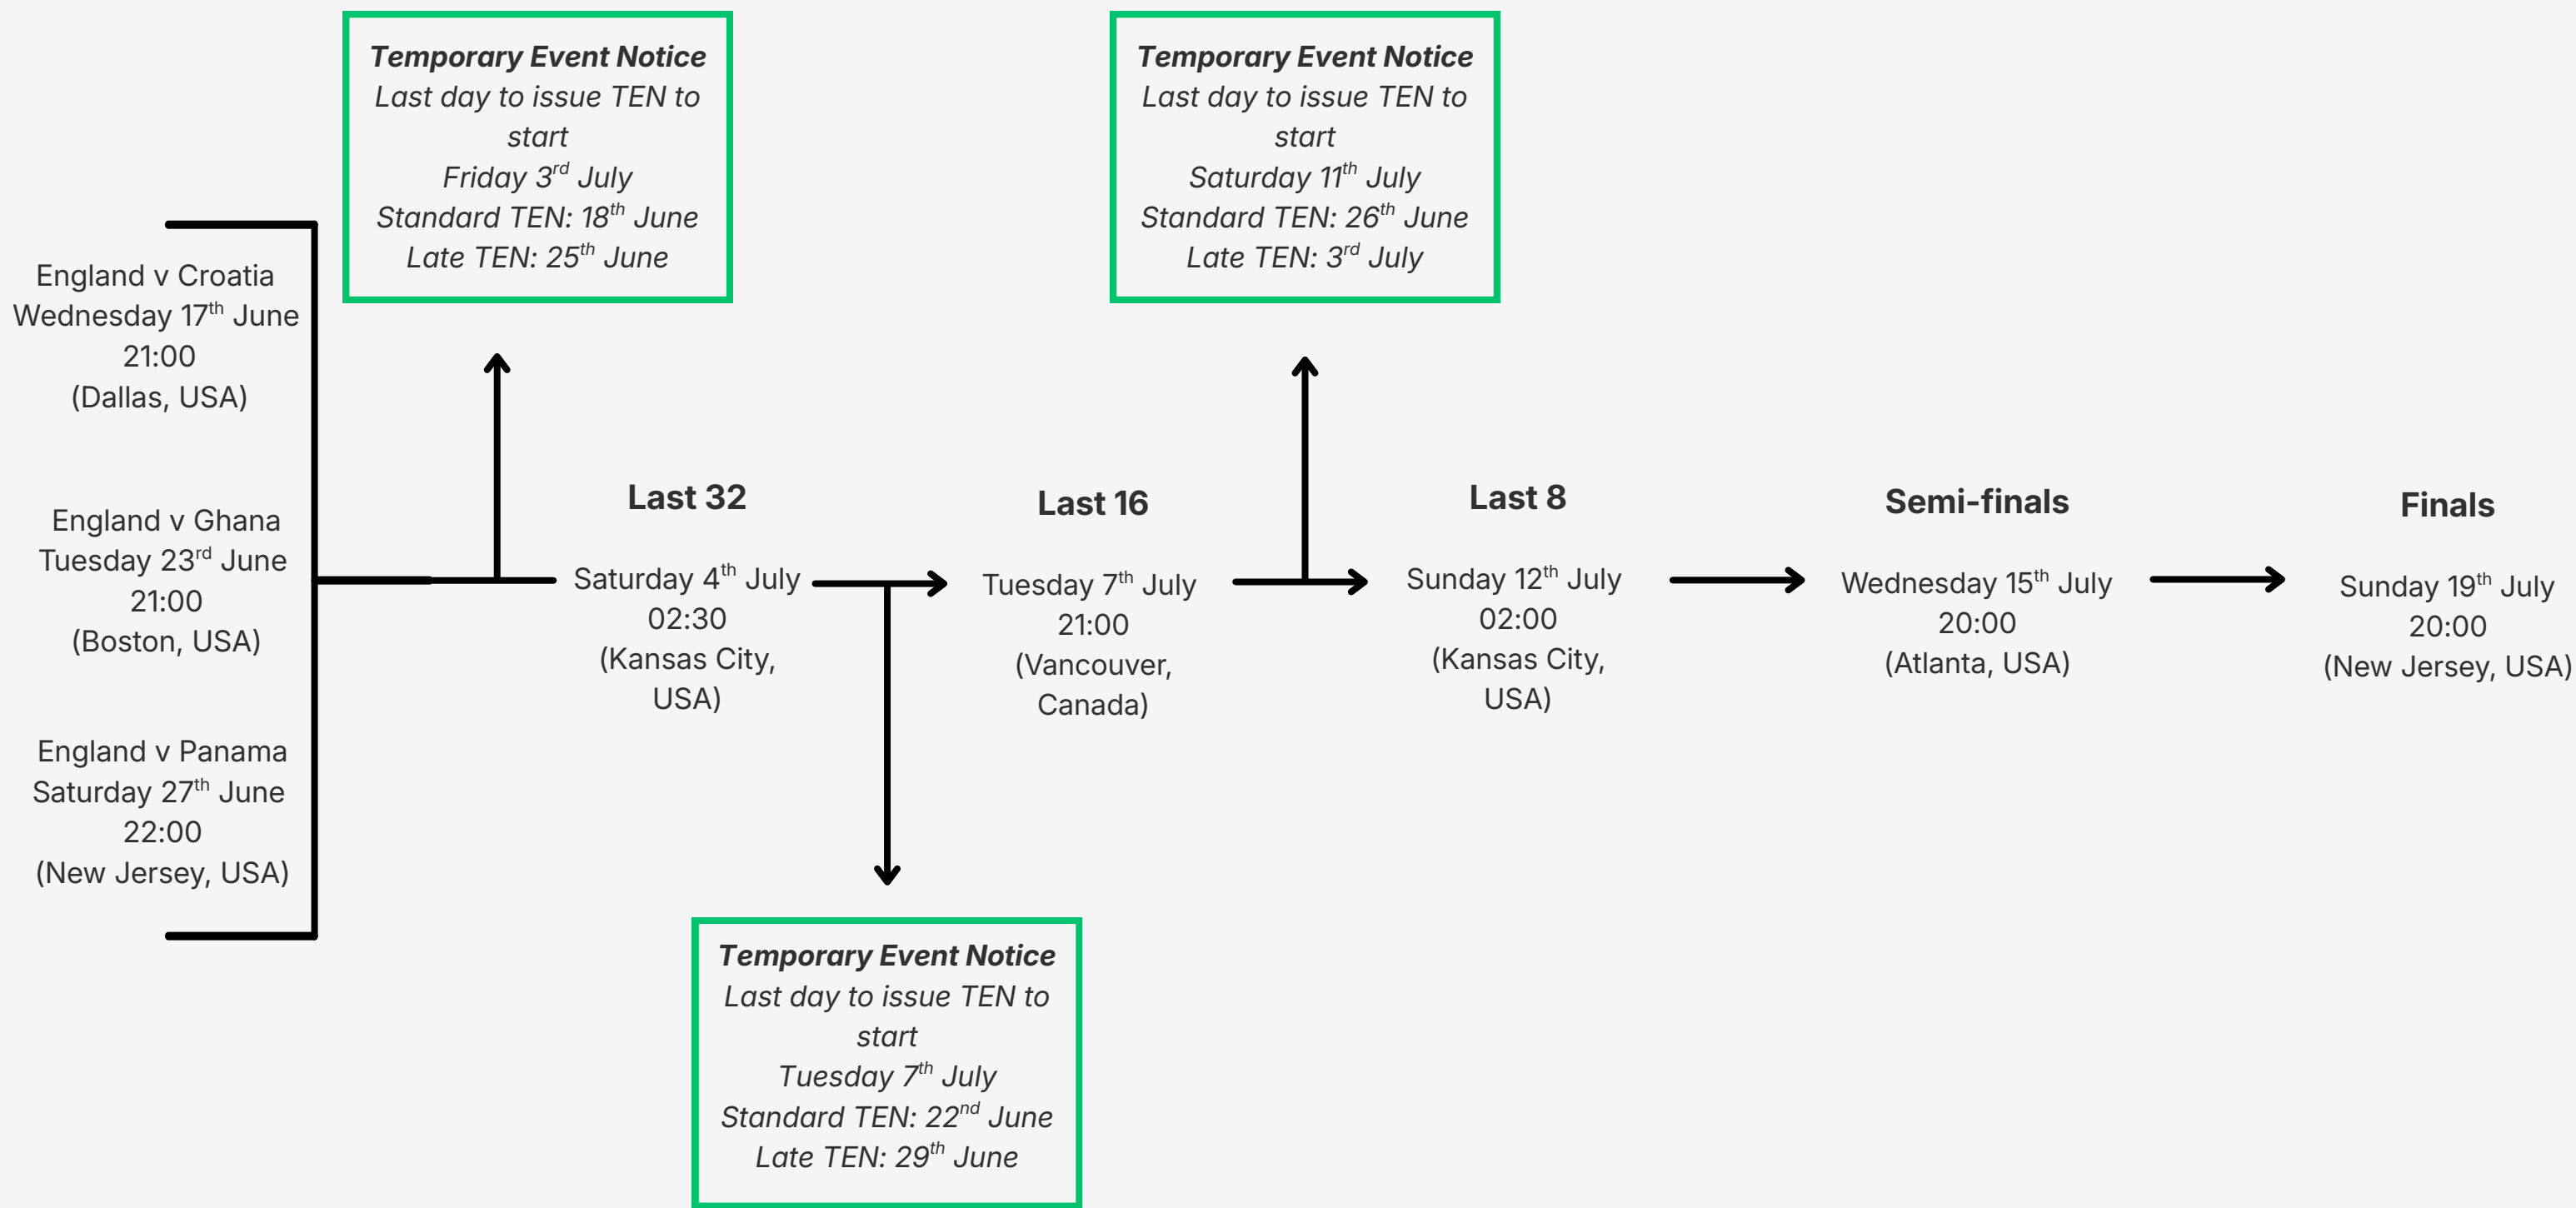 Temporary Event Notice
Last day to issue TEN to
start
Friday 3rd July
Standard TEN: 18th June
Late TEN: 25th June
Temporary Event Notice
Last day to issue TEN to
start
Saturday 11th July
Standard TEN: 26th June
Late TEN: 3rd July
England v Croatia
Wednesday 17th June
21:00
(Dallas, USA)
England v Ghana
Tuesday 23rd June
21:00
(Boston, USA)
England v Panama
Saturday 27th June
22:00
(New Jersey, USA)
Last 32
Saturday 4th July
02:30
(Kansas City,
USA)
Last 16
Tuesday 7th July
21:00
(Vancouver,
Canada)
Last 8
Sunday 12th July
02:00
(Kansas City,
USA)
Semi-finals
Wednesday 15th July
20:00
(Atlanta, USA)
Finals
Sunday 19th July
20:00
(New Jersey, USA)
Temporary Event Notice
Last day to issue TEN to
start
Tuesday 7th July
Standard TEN: 22nd June
Late TEN: 29th June